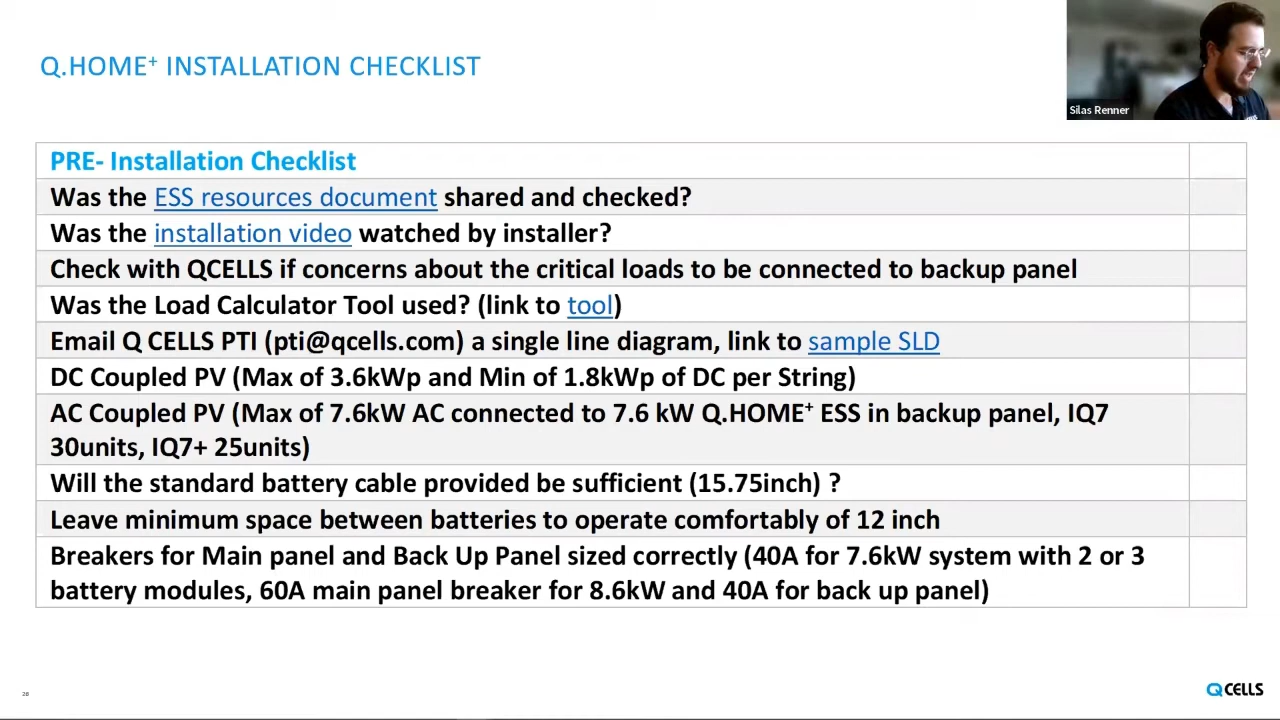 Q.HOME⁺ INSTALLATION CHECKLIST
Silas Renner
PRE- Installation Checklist
Was the ESS resources document shared and checked?
Was the installation video watched by installer?
Check with QCELLS if concerns about the critical loads to be connected to backup panel
Was the Load Calculator Tool used? (link to tool)
Email Q CELLS PTI (pti@qcells.com) a single line diagram, link to sample SLD
DC Coupled PV (Max of 3.6kWp and Min of 1.8kWp of DC per String)
AC Coupled PV (Max of 7.6kW AC connected to 7.6 kW Q.HOME⁺ ESS in backup panel, IQ7
30units, IQ7+ 25units)
Will the standard battery cable provided be sufficient (15.75inch) ?
Leave minimum space between batteries to operate comfortably of 12 inch
Breakers for Main panel and Back Up Panel sized correctly (40A for 7.6kW system with 2 or 3
battery modules, 60A main panel breaker for 8.6kW and 40A for back up panel)
28
Q CELLS